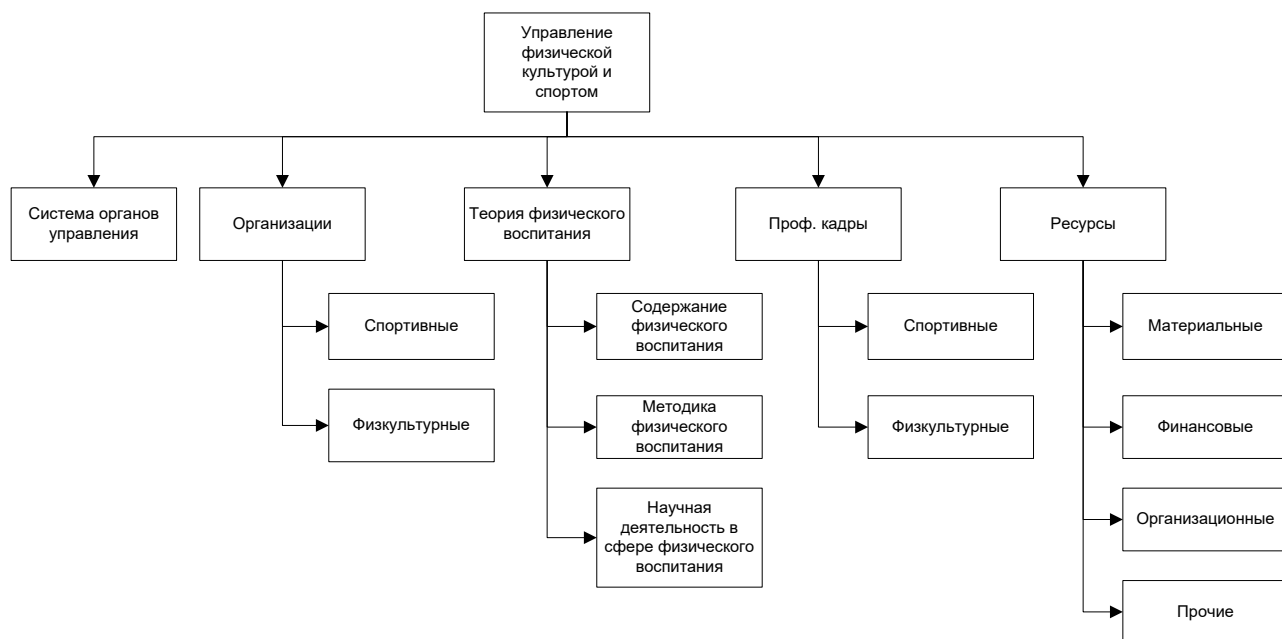 Управление
физической
культурой и
спортом
Система органов
управления
Организации
Теория физического
воспитания
Проф. кадры
Ресурсы
Спортивные
Содержание
физического
воспитания
Спортивные
Материальные
Физкультурные
Методика
физического
воспитания
Физкультурные
Финансовые
Научная
деятельность в
сфере физического
воспитания
Организационные
Прочие